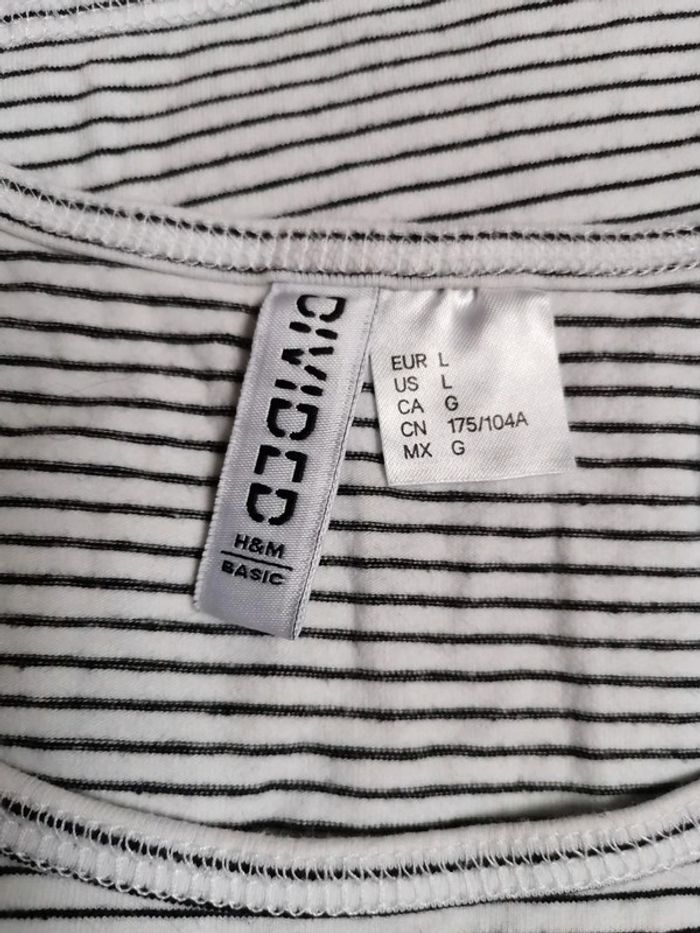 DIVIDED
H&M
BASIC
EUR L
US L
CA G
CN 175/104A
MX G